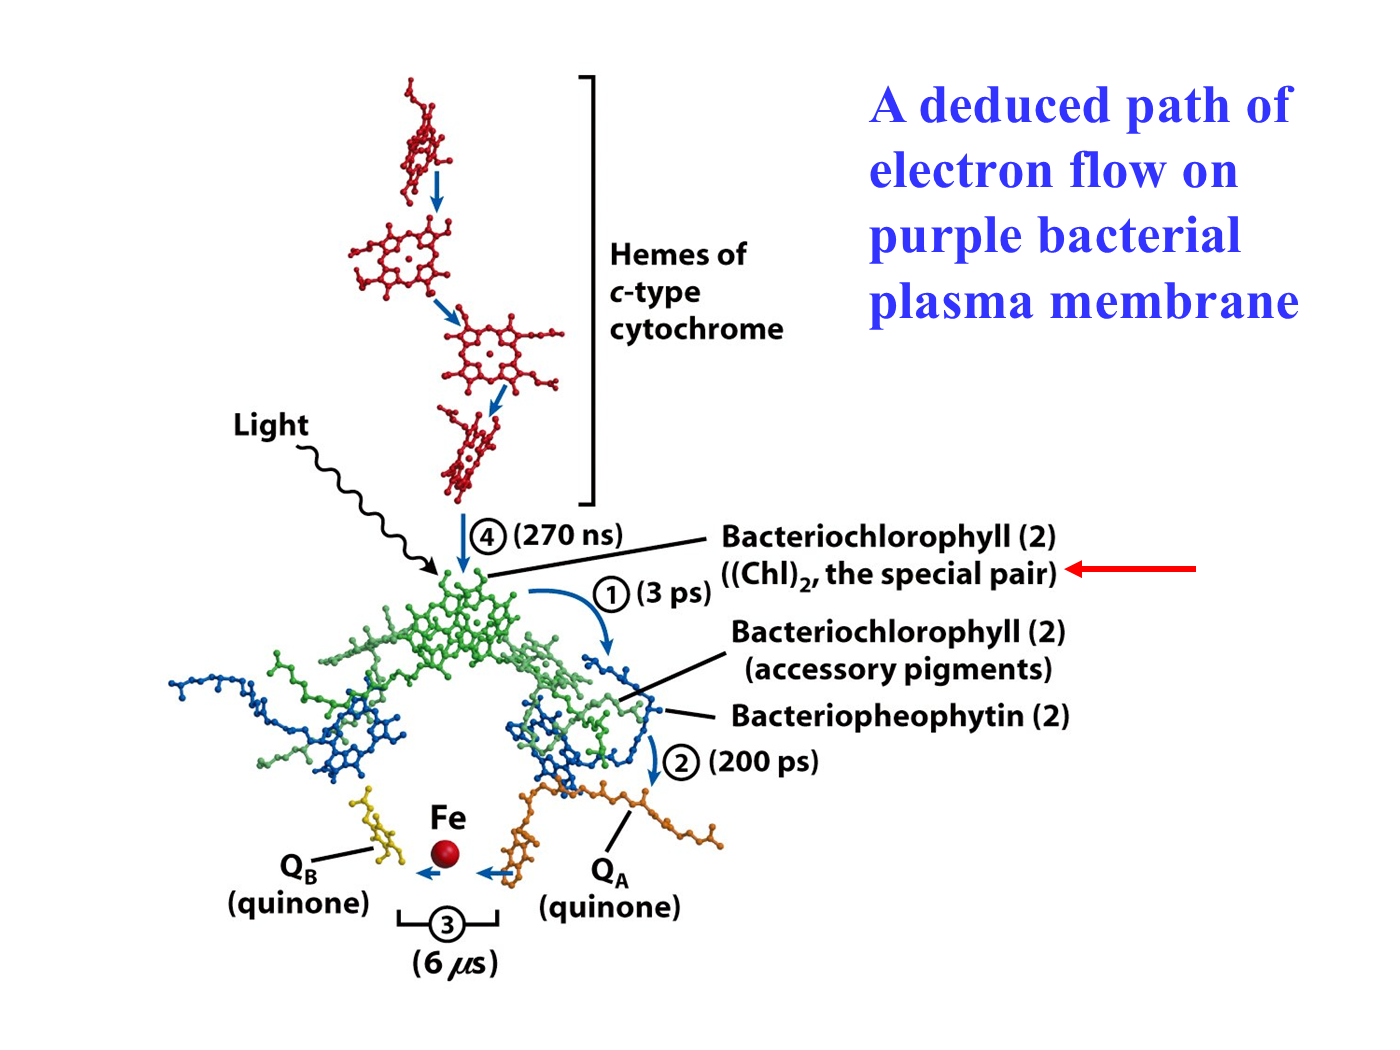 A deduced path of
electron flow on
purple bacterial
plasma membrane
Hemes of
c-type
cytochrome
Light
④ (270 ns)
Bacteriochlorophyll (2)
((Chl)₂, the special pair)
① (3 ps)
Bacteriochlorophyll (2)
(accessory pigments)
Bacteriopheophytin (2)
② (200 ps)
Fe
Q_B
(quinone)
Q_A
(quinone)
③
(6 μs)